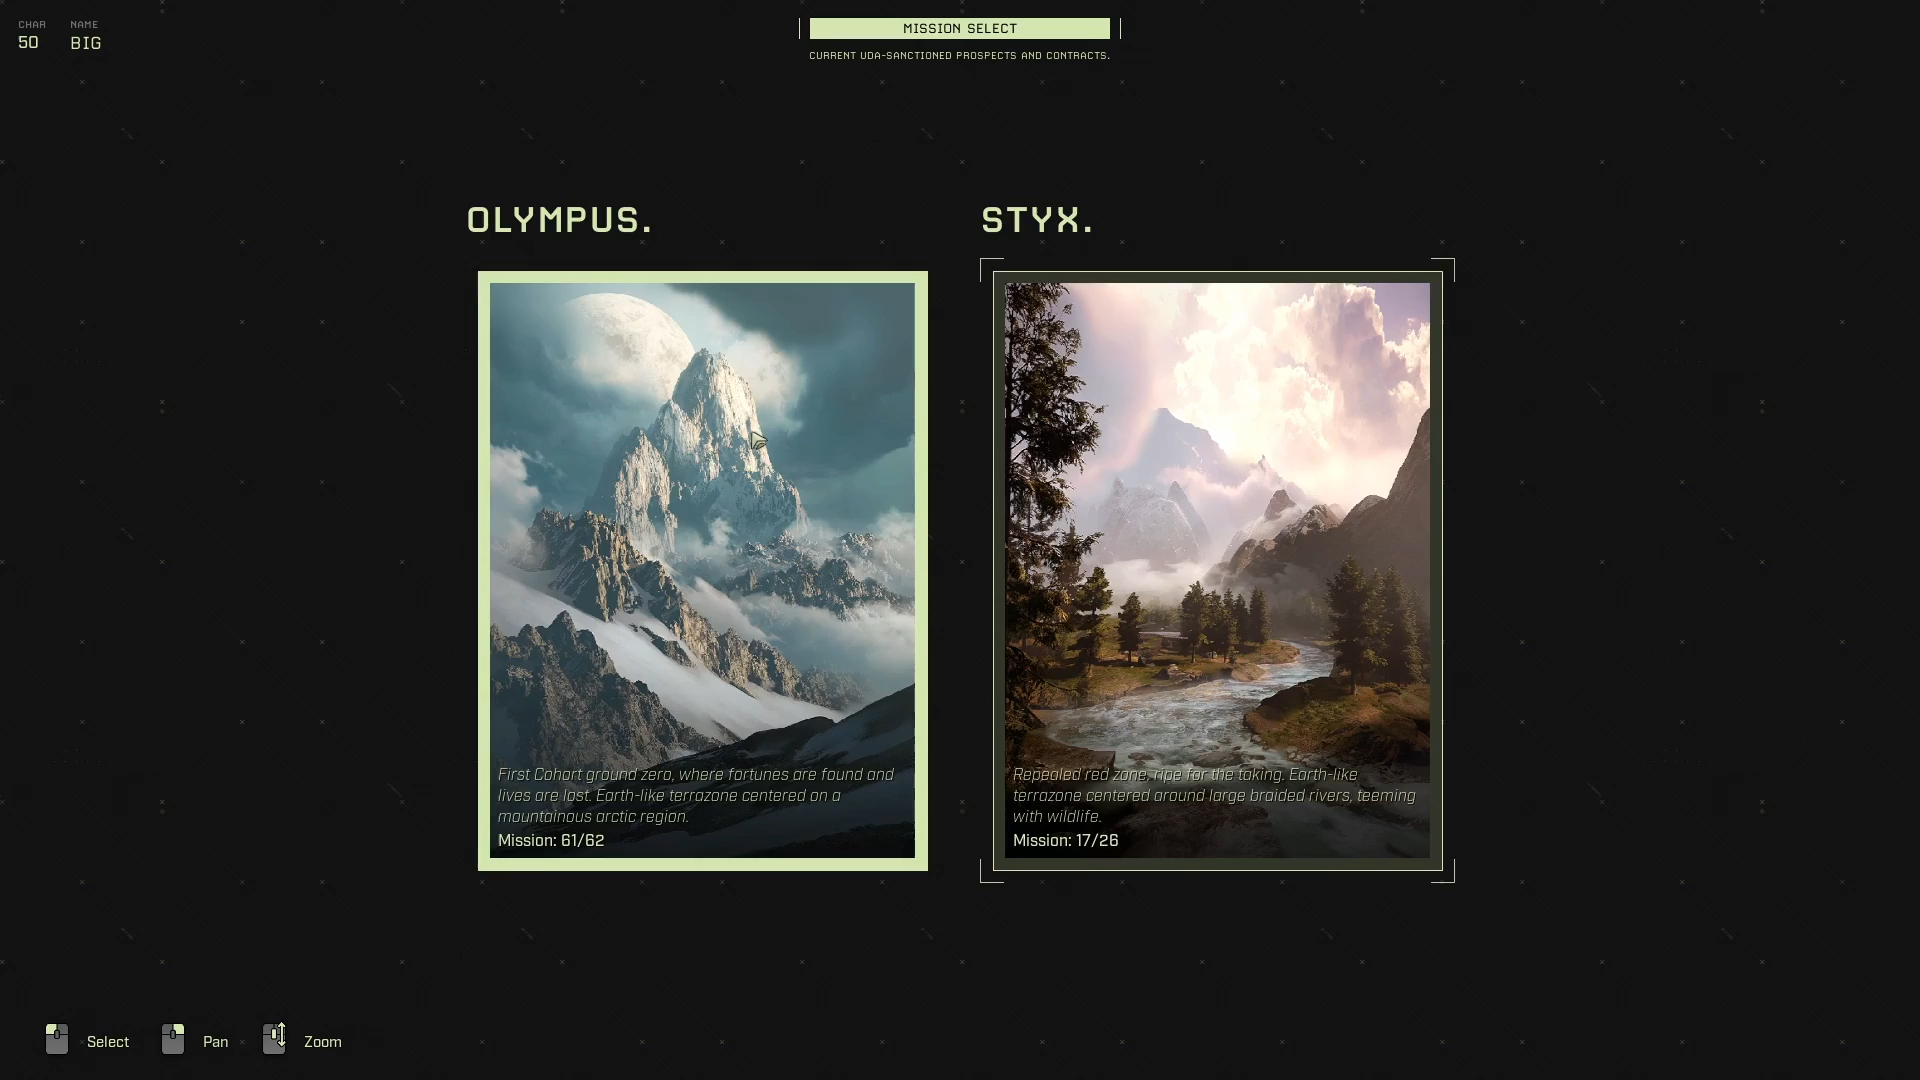 CHAR NAME
50 BIG
MISSION SELECT
CURRENT UDA-SANCTIONED PROSPECTS AND CONTRACTS.
OLYMPUS.
First Cohort ground zero, where fortunes are found and
lives are lost. Earth-like terrazone centered on a
mountainous arctic region.
Mission: 61/62
STYX.
Repealed red zone, ripe for the taking. Earth-like
terrazone centered around large braided rivers, teeming
with wildlife.
Mission: 17/26
Select Pan Zoom